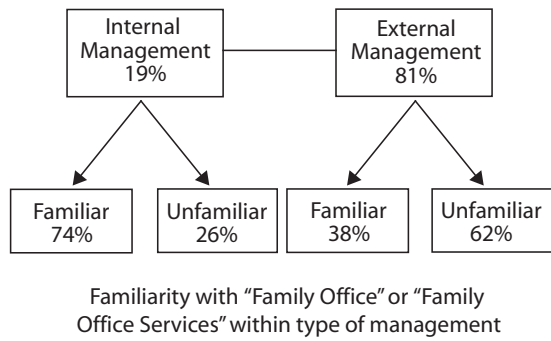 Internal
Management
19%
External
Management
81%
Familiar
74%
Unfamiliar
26%
Familiar
38%
Unfamiliar
62%
Familiarity with “Family Office” or “Family
Office Services” within type of management